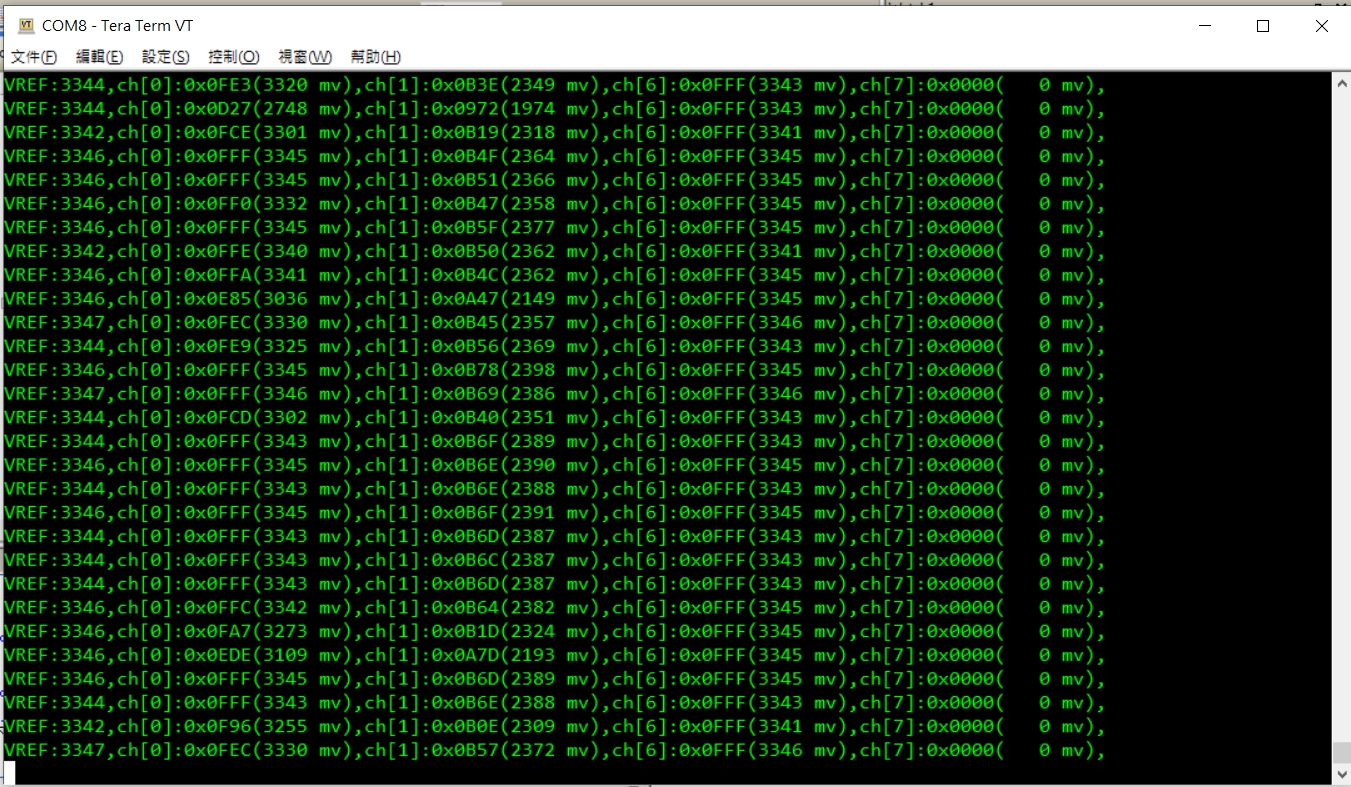 COM8 - Tera Term VT
文件(F) 編輯(E) 設定(S) 控制(O) 視窗(W) 幫助(H)
VREF:3344,ch[0]:0x0FE3(3320 mv),ch[1]:0x0B3E(2349 mv),ch[6]:0x0FFF(3343 mv),ch[7]:0x0000(   0 mv),
VREF:3344,ch[0]:0x0D27(2748 mv),ch[1]:0x0972(1974 mv),ch[6]:0x0FFF(3343 mv),ch[7]:0x0000(   0 mv),
VREF:3342,ch[0]:0x0FCE(3301 mv),ch[1]:0x0B19(2318 mv),ch[6]:0x0FFF(3341 mv),ch[7]:0x0000(   0 mv),
VREF:3346,ch[0]:0x0FFF(3345 mv),ch[1]:0x0B4F(2364 mv),ch[6]:0x0FFF(3345 mv),ch[7]:0x0000(   0 mv),
VREF:3346,ch[0]:0x0FFF(3345 mv),ch[1]:0x0B51(2366 mv),ch[6]:0x0FFF(3345 mv),ch[7]:0x0000(   0 mv),
VREF:3346,ch[0]:0x0FF0(3332 mv),ch[1]:0x0B47(2358 mv),ch[6]:0x0FFF(3345 mv),ch[7]:0x0000(   0 mv),
VREF:3346,ch[0]:0x0FFF(3345 mv),ch[1]:0x0B5F(2377 mv),ch[6]:0x0FFF(3345 mv),ch[7]:0x0000(   0 mv),
VREF:3342,ch[0]:0x0FFE(3340 mv),ch[1]:0x0B50(2362 mv),ch[6]:0x0FFF(3341 mv),ch[7]:0x0000(   0 mv),
VREF:3346,ch[0]:0x0FFA(3341 mv),ch[1]:0x0B4C(2362 mv),ch[6]:0x0FFF(3345 mv),ch[7]:0x0000(   0 mv),
VREF:3346,ch[0]:0x0E85(3036 mv),ch[1]:0x0A47(2149 mv),ch[6]:0x0FFF(3345 mv),ch[7]:0x0000(   0 mv),
VREF:3347,ch[0]:0x0FEC(3330 mv),ch[1]:0x0B45(2357 mv),ch[6]:0x0FFF(3346 mv),ch[7]:0x0000(   0 mv),
VREF:3344,ch[0]:0x0FE9(3325 mv),ch[1]:0x0B56(2369 mv),ch[6]:0x0FFF(3343 mv),ch[7]:0x0000(   0 mv),
VREF:3346,ch[0]:0x0FFF(3345 mv),ch[1]:0x0B78(2398 mv),ch[6]:0x0FFF(3345 mv),ch[7]:0x0000(   0 mv),
VREF:3347,ch[0]:0x0FFF(3346 mv),ch[1]:0x0B69(2386 mv),ch[6]:0x0FFF(3346 mv),ch[7]:0x0000(   0 mv),
VREF:3344,ch[0]:0x0FCD(3302 mv),ch[1]:0x0B40(2351 mv),ch[6]:0x0FFF(3343 mv),ch[7]:0x0000(   0 mv),
VREF:3344,ch[0]:0x0FFF(3343 mv),ch[1]:0x0B6F(2389 mv),ch[6]:0x0FFF(3343 mv),ch[7]:0x0000(   0 mv),
VREF:3346,ch[0]:0x0FFF(3345 mv),ch[1]:0x0B6E(2390 mv),ch[6]:0x0FFF(3345 mv),ch[7]:0x0000(   0 mv),
VREF:3344,ch[0]:0x0FFF(3343 mv),ch[1]:0x0B6E(2388 mv),ch[6]:0x0FFF(3343 mv),ch[7]:0x0000(   0 mv),
VREF:3346,ch[0]:0x0FFF(3345 mv),ch[1]:0x0B6F(2391 mv),ch[6]:0x0FFF(3345 mv),ch[7]:0x0000(   0 mv),
VREF:3344,ch[0]:0x0FFF(3343 mv),ch[1]:0x0B6D(2387 mv),ch[6]:0x0FFF(3343 mv),ch[7]:0x0000(   0 mv),
VREF:3344,ch[0]:0x0FFF(3343 mv),ch[1]:0x0B6C(2387 mv),ch[6]:0x0FFF(3343 mv),ch[7]:0x0000(   0 mv),
VREF:3344,ch[0]:0x0FFF(3343 mv),ch[1]:0x0B6D(2387 mv),ch[6]:0x0FFF(3343 mv),ch[7]:0x0000(   0 mv),
VREF:3346,ch[0]:0x0FFC(3342 mv),ch[1]:0x0B64(2382 mv),ch[6]:0x0FFF(3345 mv),ch[7]:0x0000(   0 mv),
VREF:3346,ch[0]:0x0FA7(3273 mv),ch[1]:0x0B1D(2324 mv),ch[6]:0x0FFF(3345 mv),ch[7]:0x0000(   0 mv),
VREF:3346,ch[0]:0x0EDE(3109 mv),ch[1]:0x0A7D(2193 mv),ch[6]:0x0FFF(3345 mv),ch[7]:0x0000(   0 mv),
VREF:3346,ch[0]:0x0FFF(3345 mv),ch[1]:0x0B6D(2389 mv),ch[6]:0x0FFF(3345 mv),ch[7]:0x0000(   0 mv),
VREF:3344,ch[0]:0x0FFF(3343 mv),ch[1]:0x0B6E(2388 mv),ch[6]:0x0FFF(3343 mv),ch[7]:0x0000(   0 mv),
VREF:3342,ch[0]:0x0F96(3255 mv),ch[1]:0x0B0E(2309 mv),ch[6]:0x0FFF(3341 mv),ch[7]:0x0000(   0 mv),
VREF:3347,ch[0]:0x0FEC(3330 mv),ch[1]:0x0B57(2372 mv),ch[6]:0x0FFF(3346 mv),ch[7]:0x0000(   0 mv),